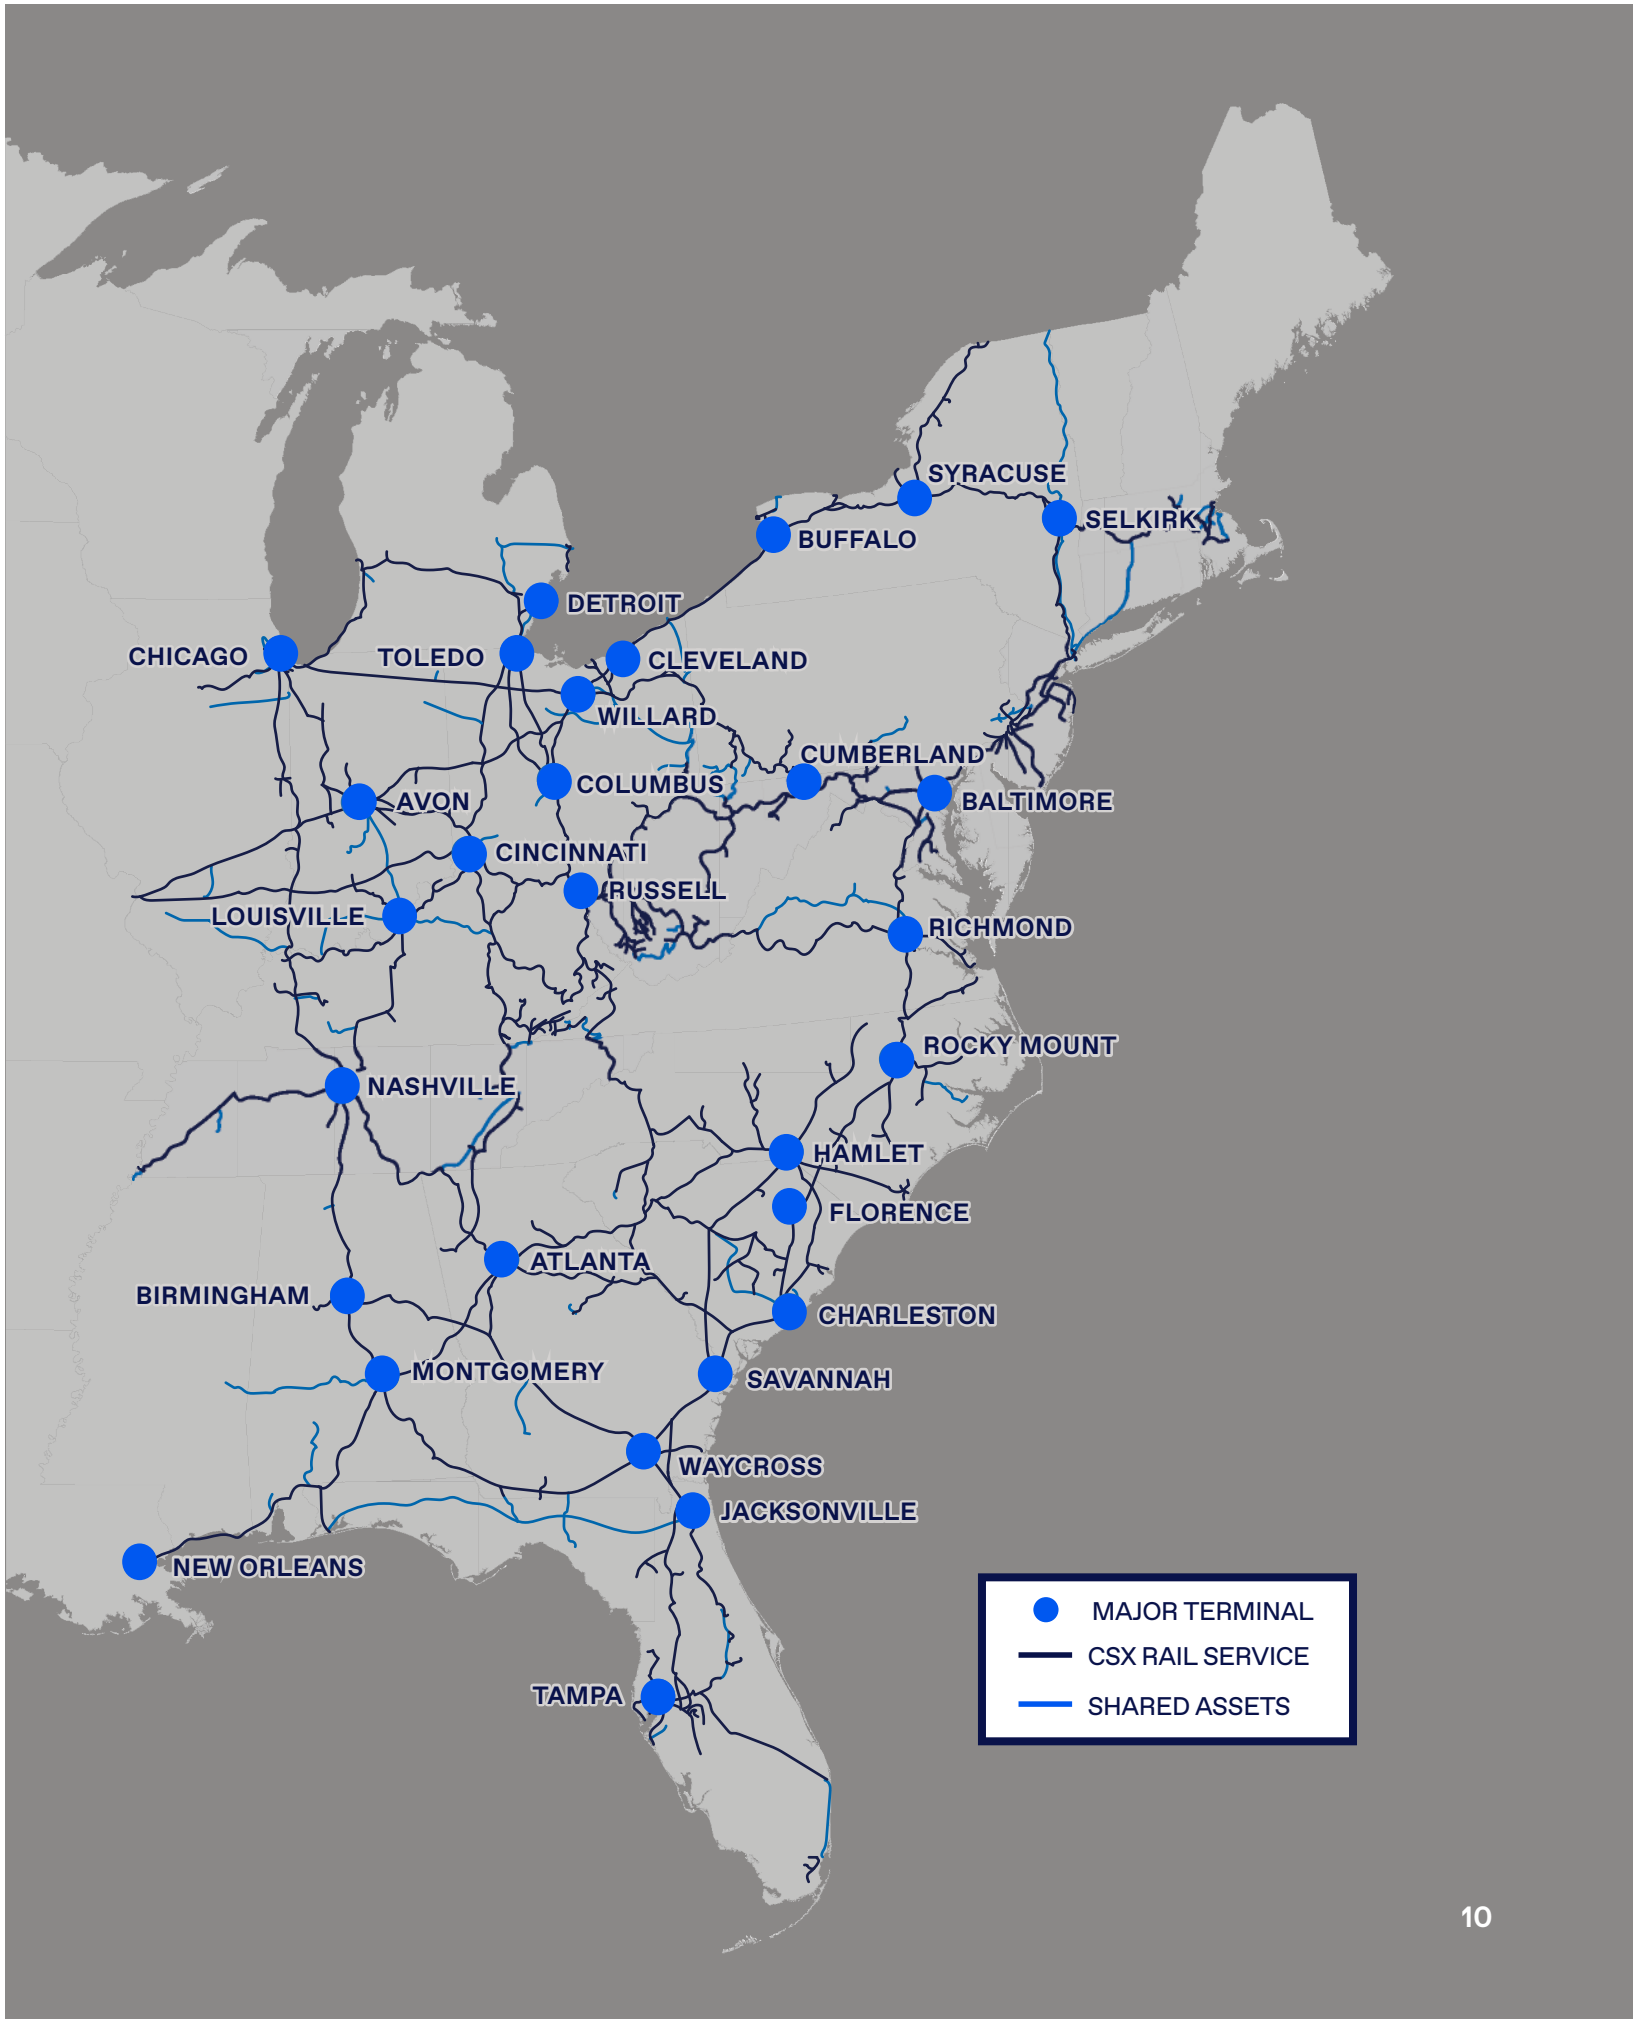 SYRACUSE
SELKIRK
BUFFALO
DETROIT
CHICAGO
TOLEDO
CLEVELAND
WILLARD
CUMBERLAND
COLUMBUS
AVON
BALTIMORE
CINCINNATI
RUSSELL
LOUISVILLE
RICHMOND
ROCKY MOUNT
NASHVILLE
HAMLET
FLORENCE
ATLANTA
BIRMINGHAM
CHARLESTON
MONTGOMERY
SAVANNAH
WAYCROSS
JACKSONVILLE
NEW ORLEANS
TAMPA
MAJOR TERMINAL
CSX RAIL SERVICE
SHARED ASSETS
10